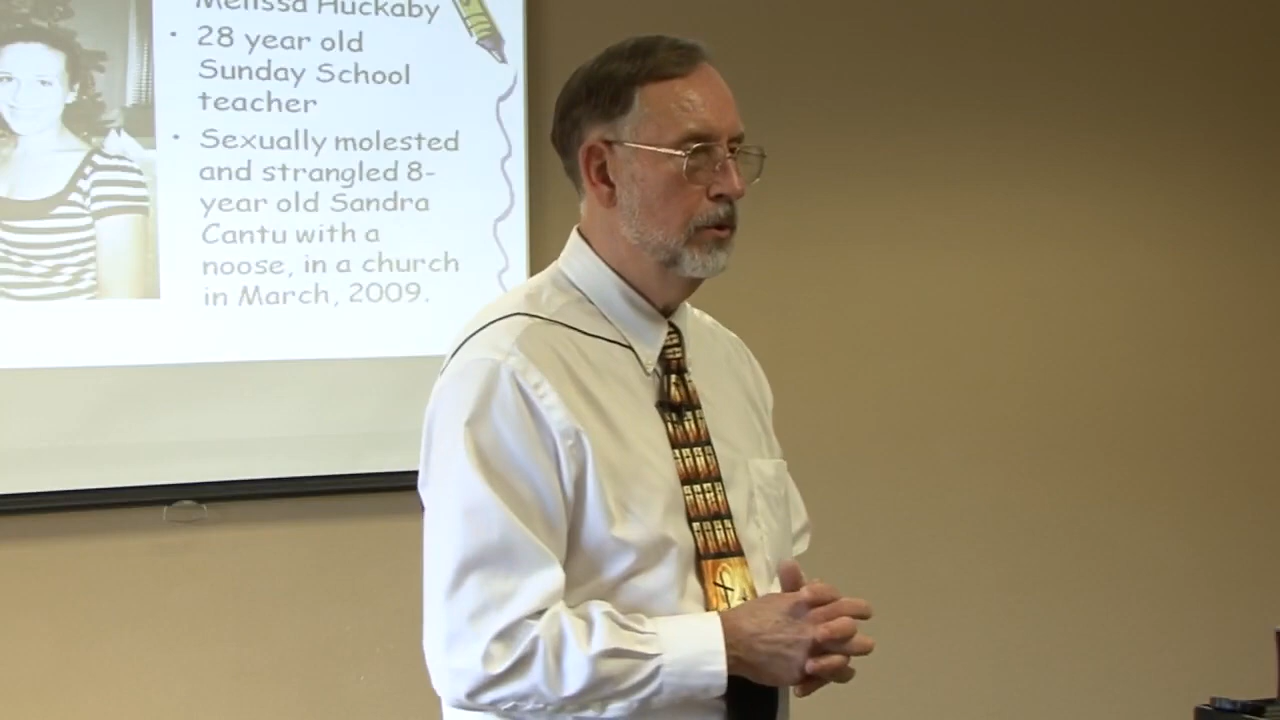 Melissa Huckaby
• 28 year old
Sunday School
teacher
• Sexually molested
and strangled 8-
year old Sandra
Cantu with a
noose, in a church
in March, 2009.